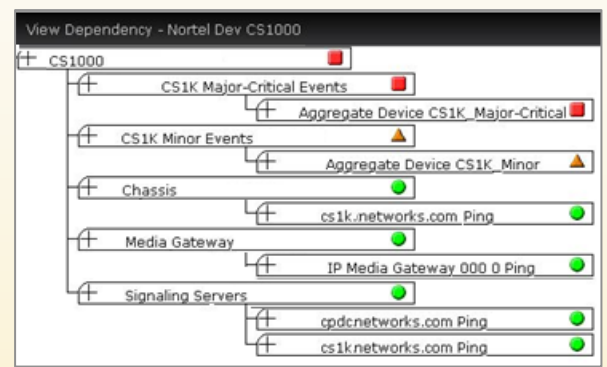 View Dependency - Nortel Dev CS1000
CS1000
CS1K Major-Critical Events
Aggregate Device CS1K_Major-Critical
CS1K Minor Events
Aggregate Device CS1K_Minor
Chassis
cs1k.networks.com Ping
Media Gateway
IP Media Gateway 000 0 Ping
Signaling Servers
cpdcnetworks.com Ping
cs1knetworks.com Ping